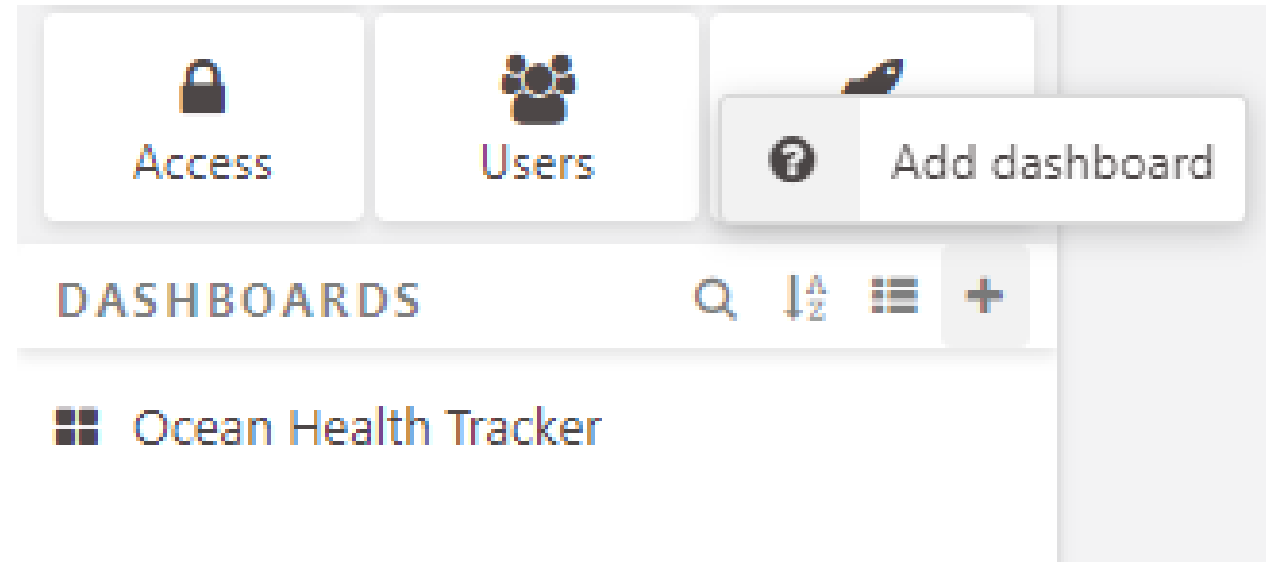 Access
Users
Add dashboard
DASHBOARDS
Ocean Health Tracker